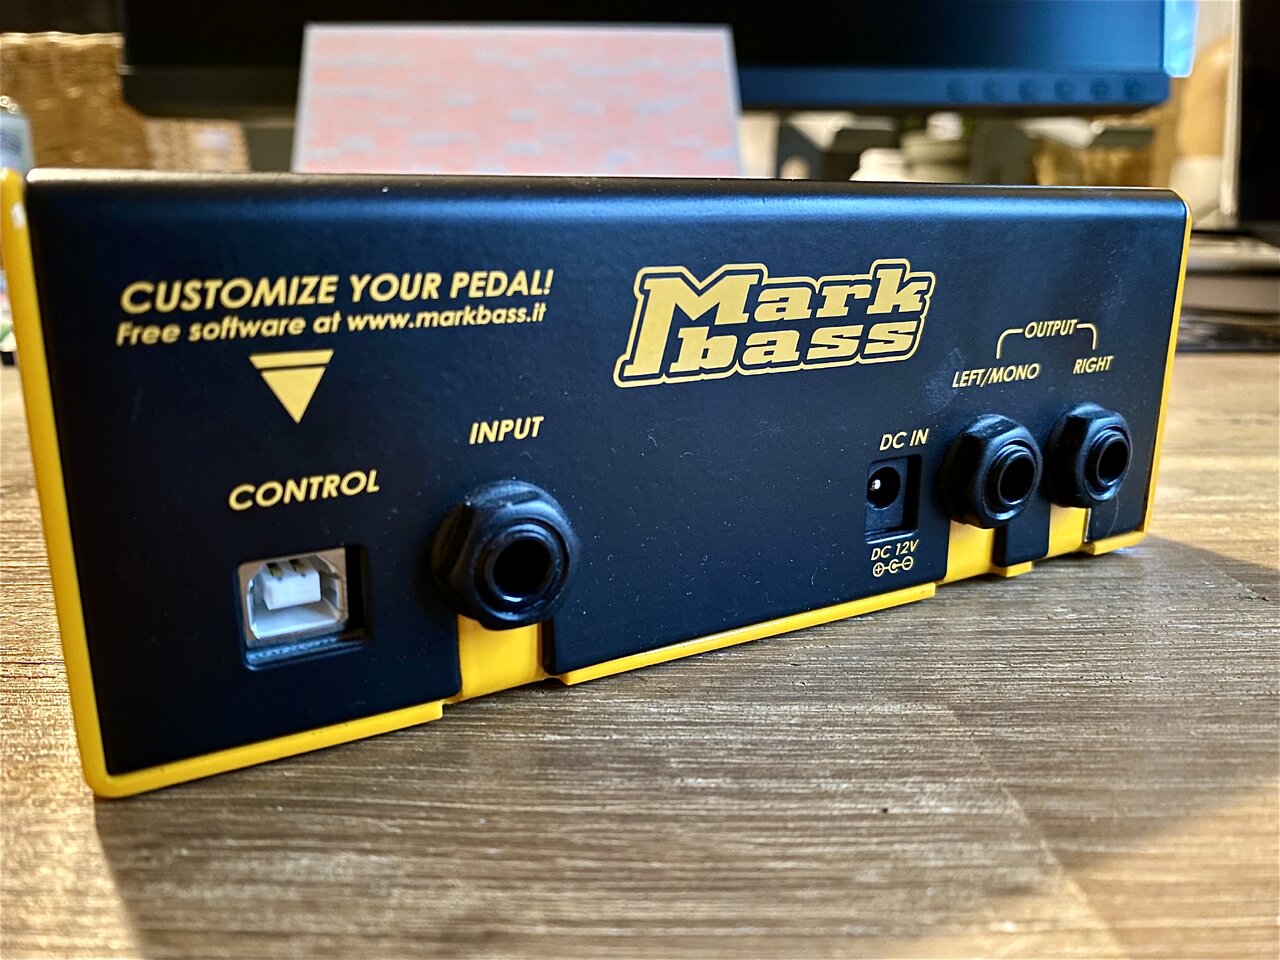 CUSTOMIZE YOUR PEDAL!
Free software at www.markbass.it
Mark
bass
OUTPUT
LEFT/MONO
RIGHT
INPUT
DC IN
CONTROL
DC 12V